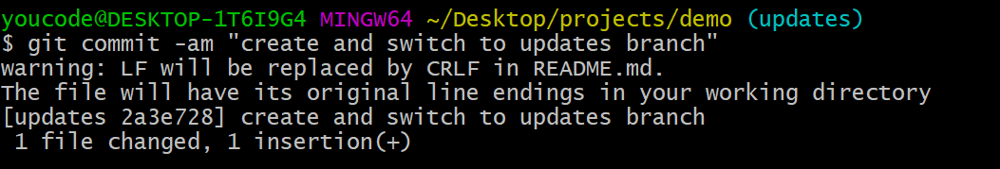 youcode@DESKTOP-1T6I9G4 MINGW64 ~/Desktop/projects/demo (updates)
$ git commit -am "create and switch to updates branch"
warning: LF will be replaced by CRLF in README.md.
The file will have its original line endings in your working directory
[updates 2a3e728] create and switch to updates branch
 1 file changed, 1 insertion(+)